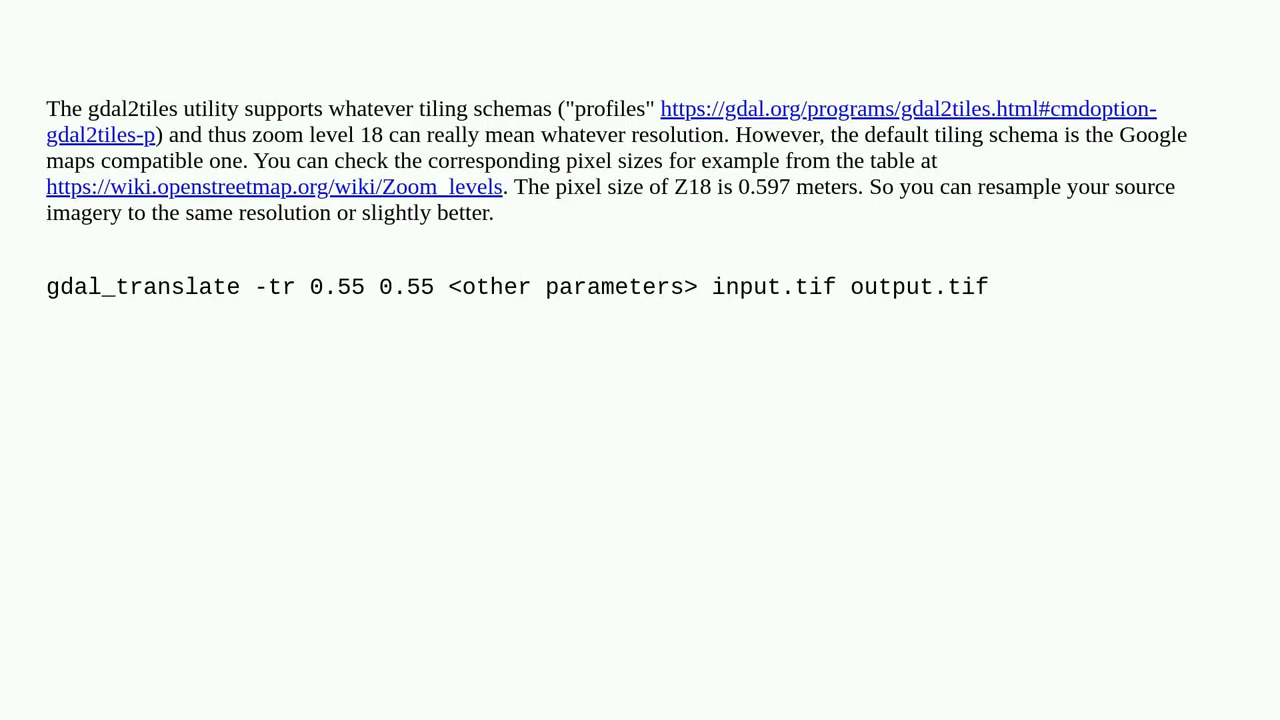 The gdal2tiles utility supports whatever tiling schemas ("profiles" https://gdal.org/programs/gdal2tiles.html#cmdoption-
gdal2tiles-p) and thus zoom level 18 can really mean whatever resolution. However, the default tiling schema is the Google
maps compatible one. You can check the corresponding pixel sizes for example from the table at
https://wiki.openstreetmap.org/wiki/Zoom_levels. The pixel size of Z18 is 0.597 meters. So you can resample your source
imagery to the same resolution or slightly better.
gdal_translate -tr 0.55 0.55 <other parameters> input.tif output.tif